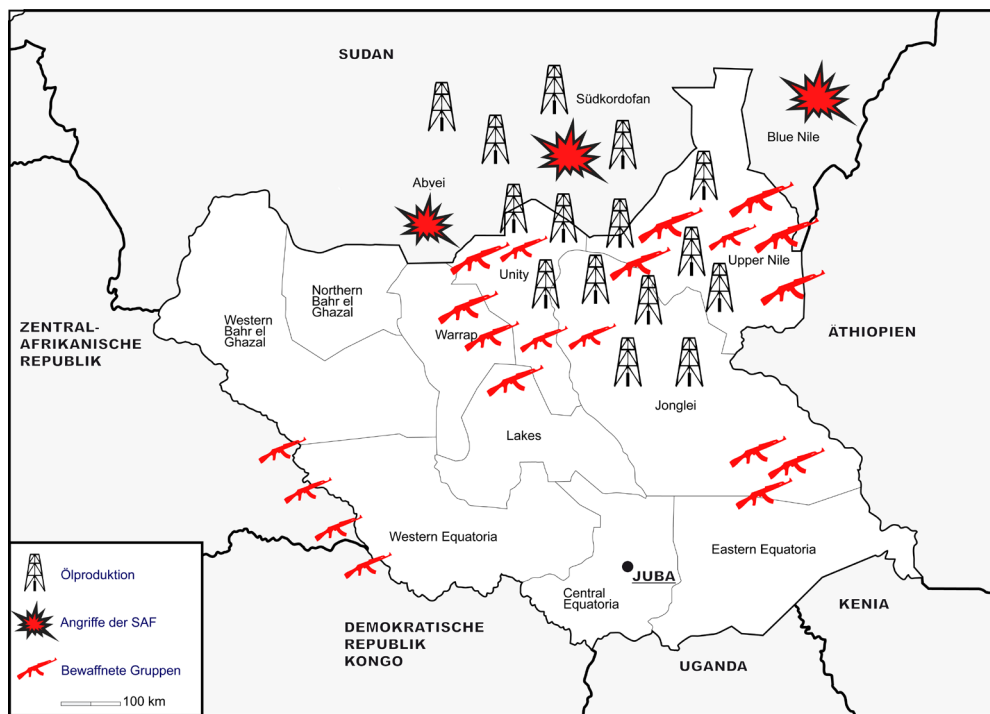 SUDAN
Südkordofan
Blue Nile
Abvei
Upper Nile
Unity
Northern
Bahr el
Ghazal
Western
Bahr el
Ghazal
ZENTRAL-
AFRIKANISCHE
REPUBLIK
Warrap
ÄTHIOPIEN
Jonglei
Lakes
Western Equatoria
Eastern Equatoria
JUBA
Central
Equatoria
KENIA
DEMOKRATISCHE
REPUBLIK
KONGO
UGANDA
Ölproduktion
Angriffe der SAF
Bewaffnete Gruppen
100 km